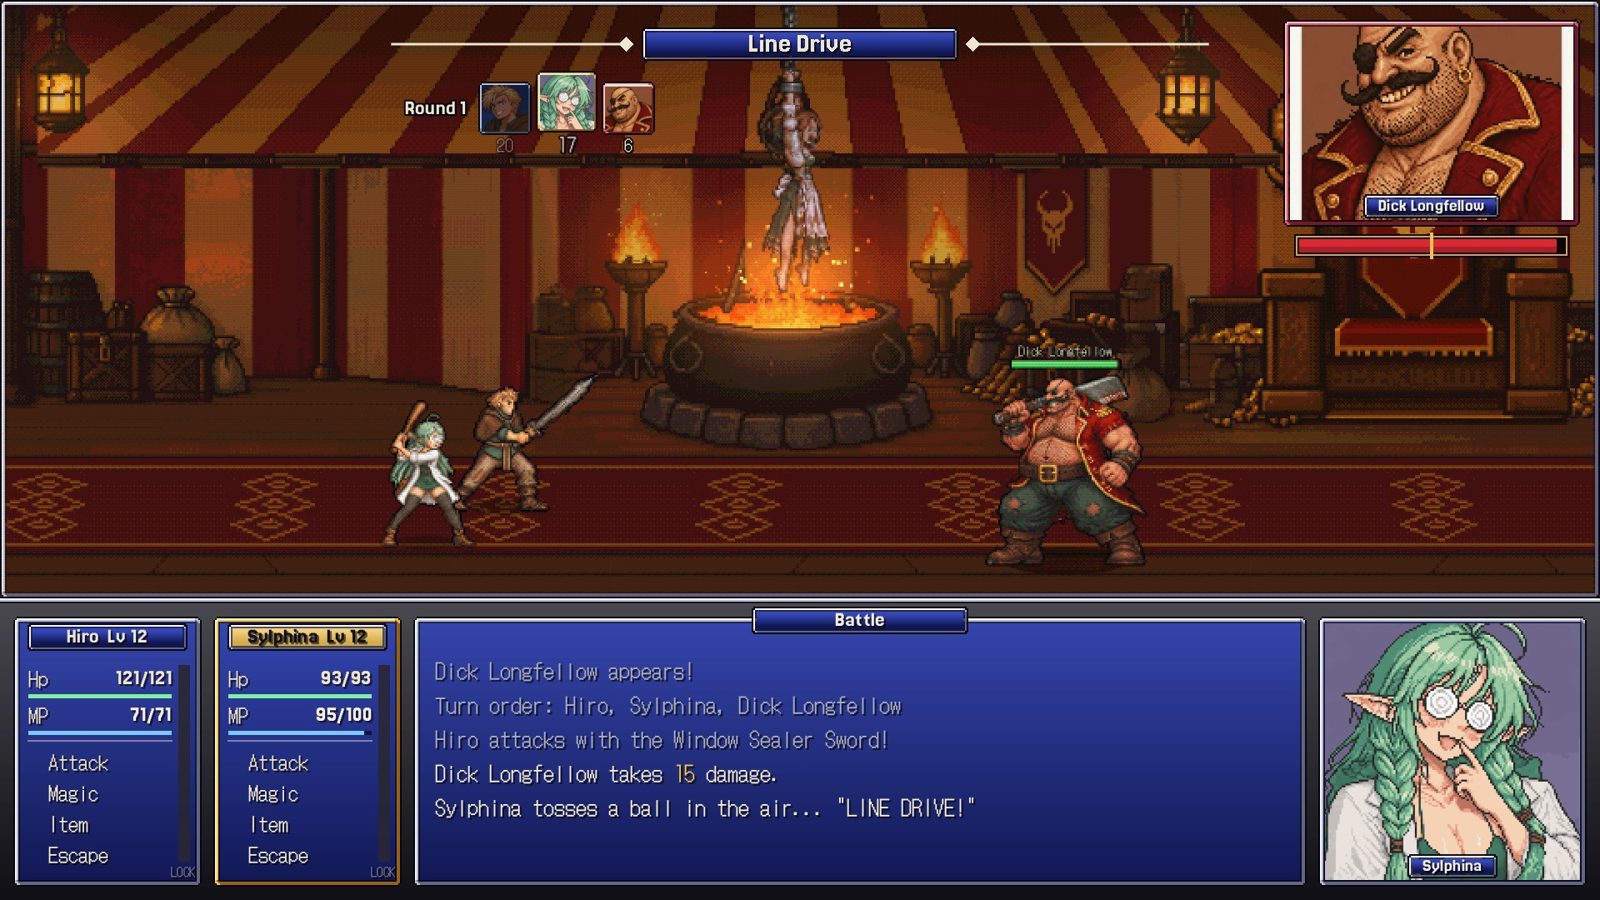 Line Drive
Round 1
20
17
6
Dick Longfellow
Dick Longfellow
Battle
Hiro Lv 12
Hp 121/121
MP 71/71
Attack
Magic
Item
Escape
LOCK
Sylphina Lv 12
Hp 93/93
MP 95/100
Attack
Magic
Item
Escape
LOCK
Dick Longfellow appears!
Turn order: Hiro, Sylphina, Dick Longfellow
Hiro attacks with the Window Sealer Sword!
Dick Longfellow takes 15 damage.
Sylphina tosses a ball in the air... "LINE DRIVE!"
Sylphina